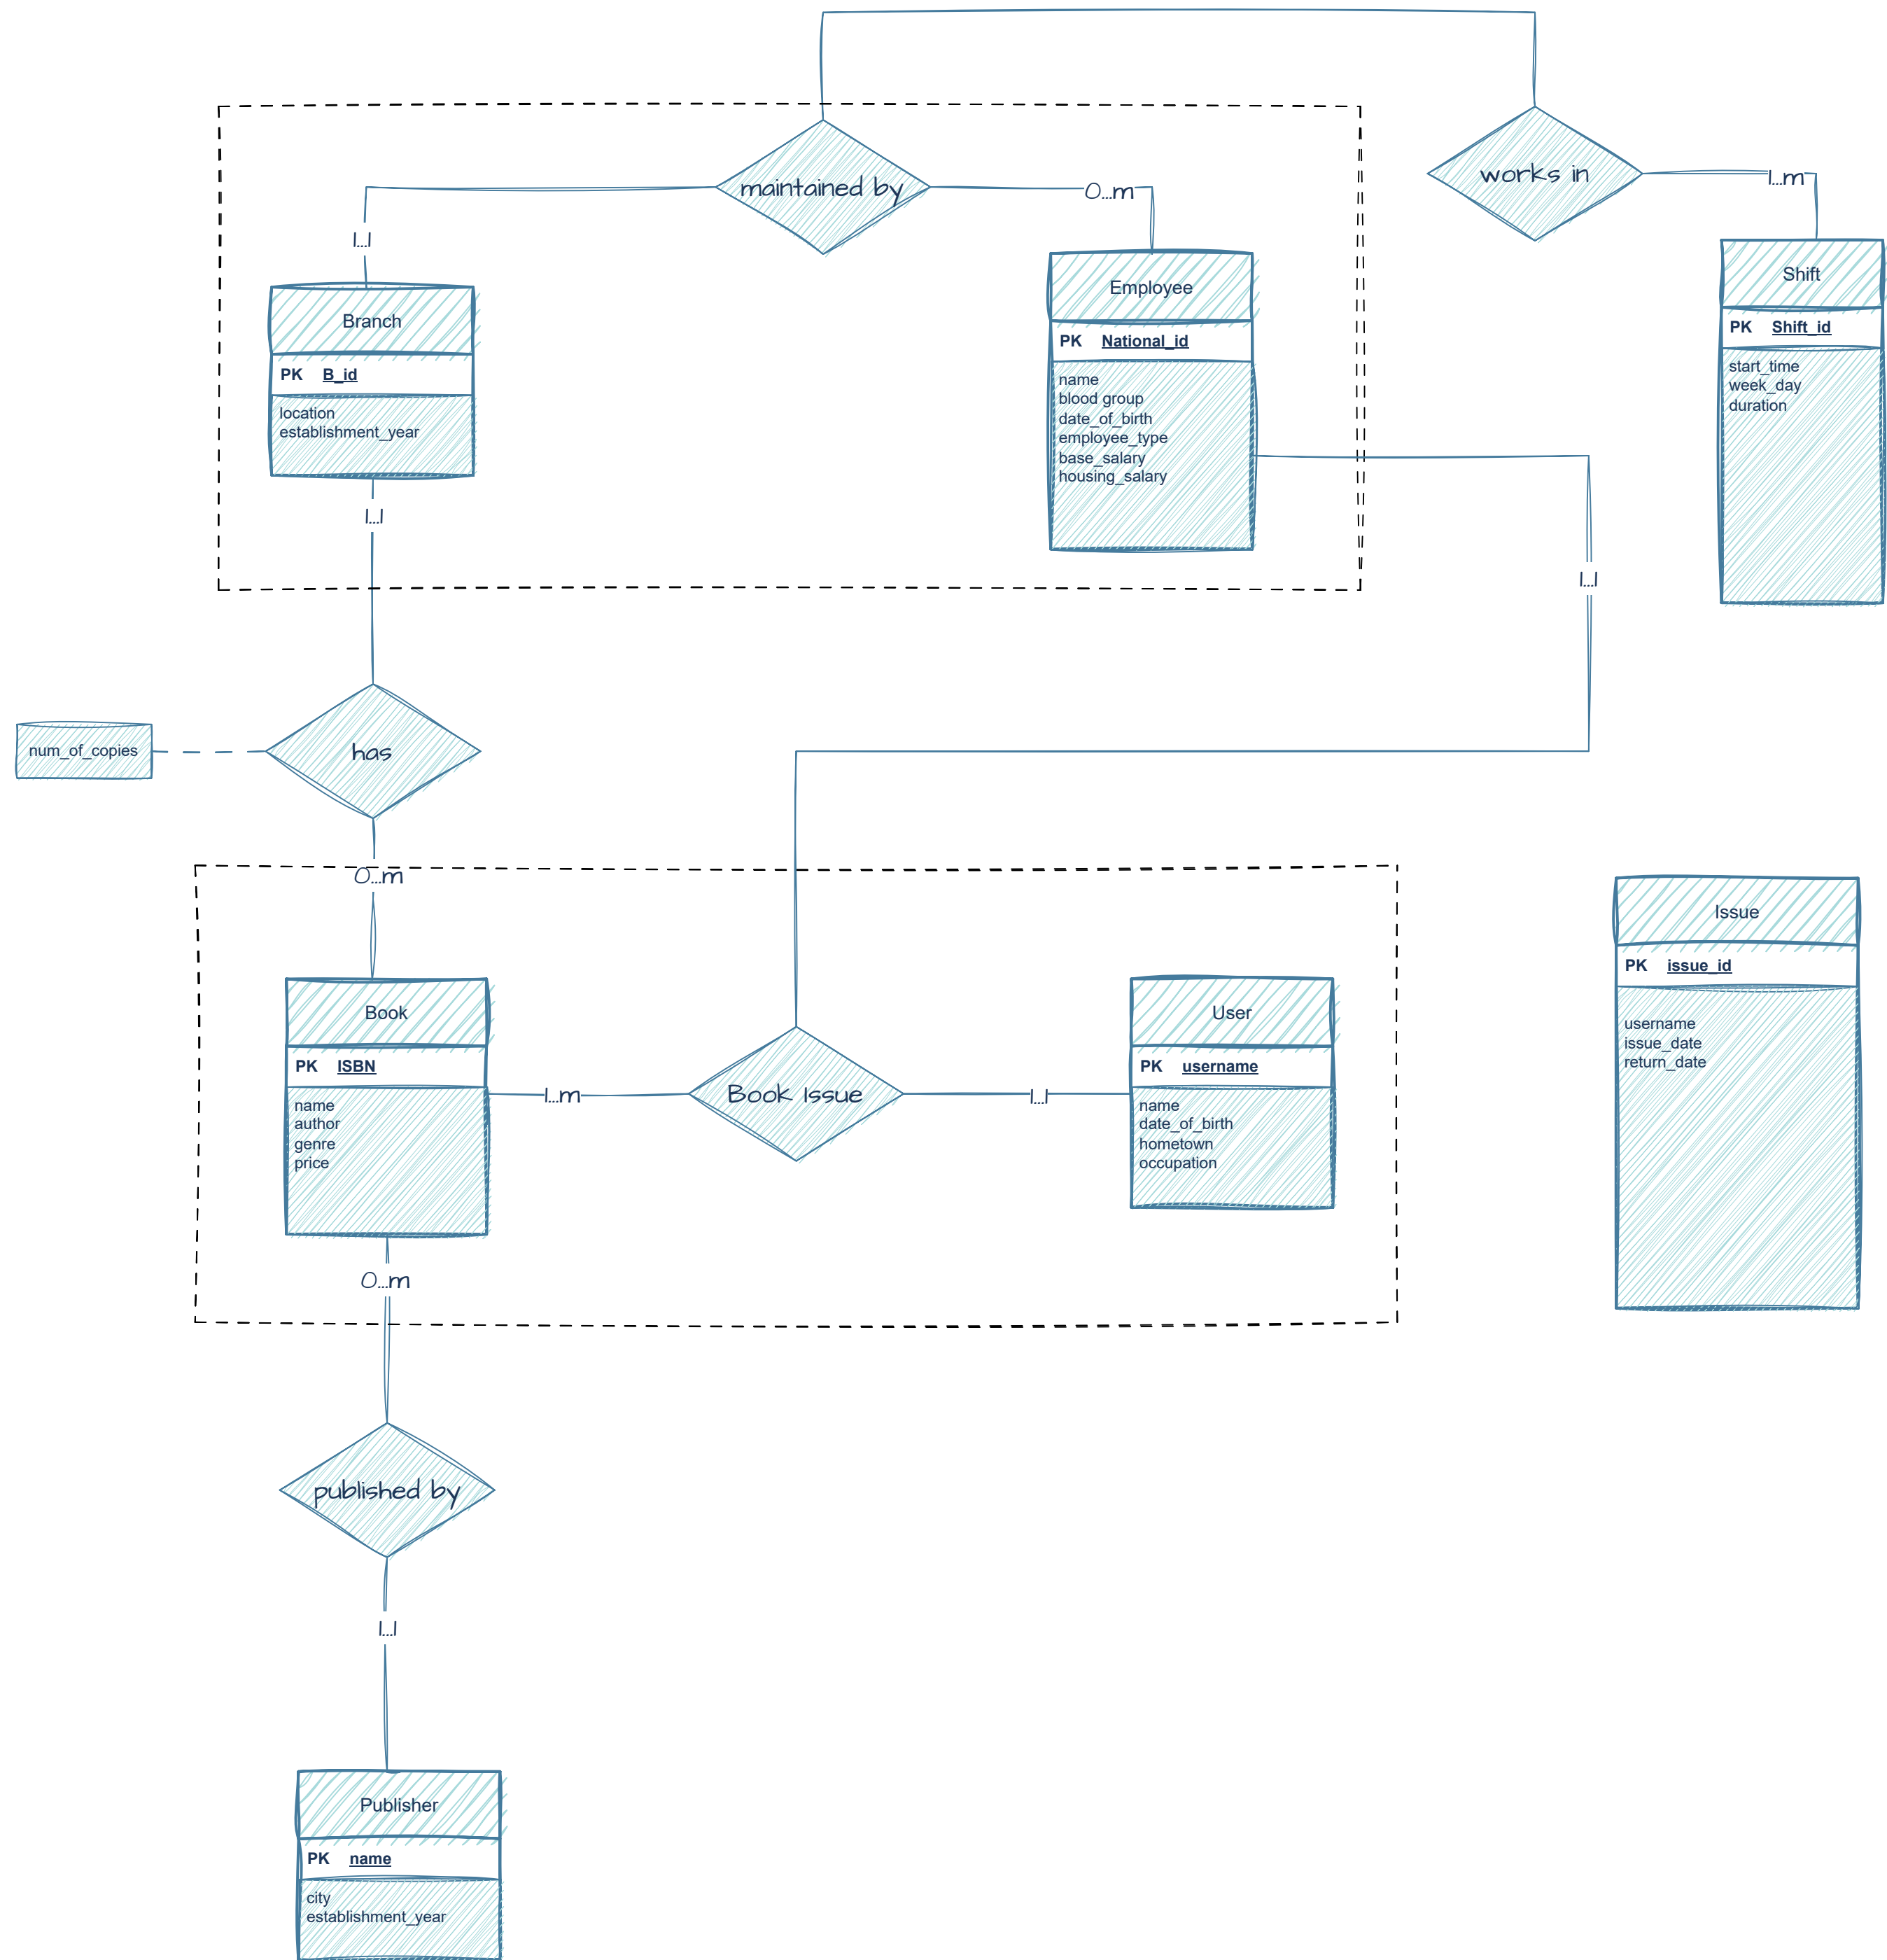 maintained by
works in
0...m
1...m
1...1
Branch
PK B_id
location
establishment_year
Employee
PK National_id
name
blood group
date_of_birth
employee_type
base_salary
housing_salary
Shift
PK Shift_id
start_time
week_day
duration
1...1
1...1
num_of_copies
has
0...m
Book
PK ISBN
name
author
genre
price
1...m
Book Issue
1...1
User
PK username
name
date_of_birth
hometown
occupation
Issue
PK issue_id
username
issue_date
return_date
0...m
published by
1...1
Publisher
PK name
city
establishment_year